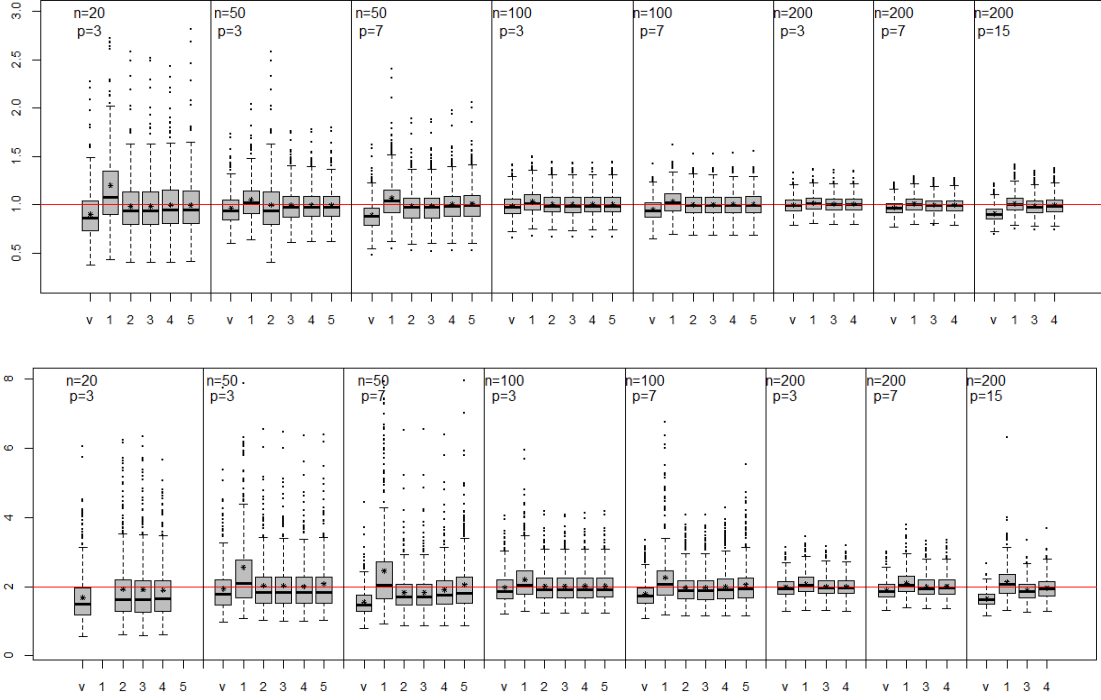 n=20 n=50 n=50 n=100 n=100 n=200 n=200 n=200
p=3 p=3 p=7 p=3 p=7 p=3 p=7 p=15
3.0
2.5
2.0
1.5
1.0
0.5
v 1 2 3 4 5 v 1 2 3 4 5 v 1 2 3 4 5 v 1 2 3 4 5 v 1 2 3 4 5 v 1 3 4 v 1 3 4 v 1 3 4
n=20 n=50 n=50 n=100 n=100 n=200 n=200 n=200
p=3 p=3 p=7 p=3 p=7 p=3 p=7 p=15
8
6
4
2
0
v 1 2 3 4 5 v 1 2 3 4 5 v 1 2 3 4 5 v 1 2 3 4 5 v 1 2 3 4 5 v 1 3 4 v 1 3 4 v 1 3 4